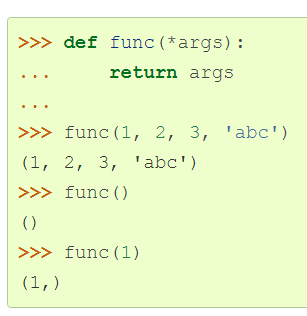 >>> def func(*args):
...     return args
...
>>> func(1, 2, 3, 'abc')
(1, 2, 3, 'abc')
>>> func()
()
>>> func(1)
(1,)